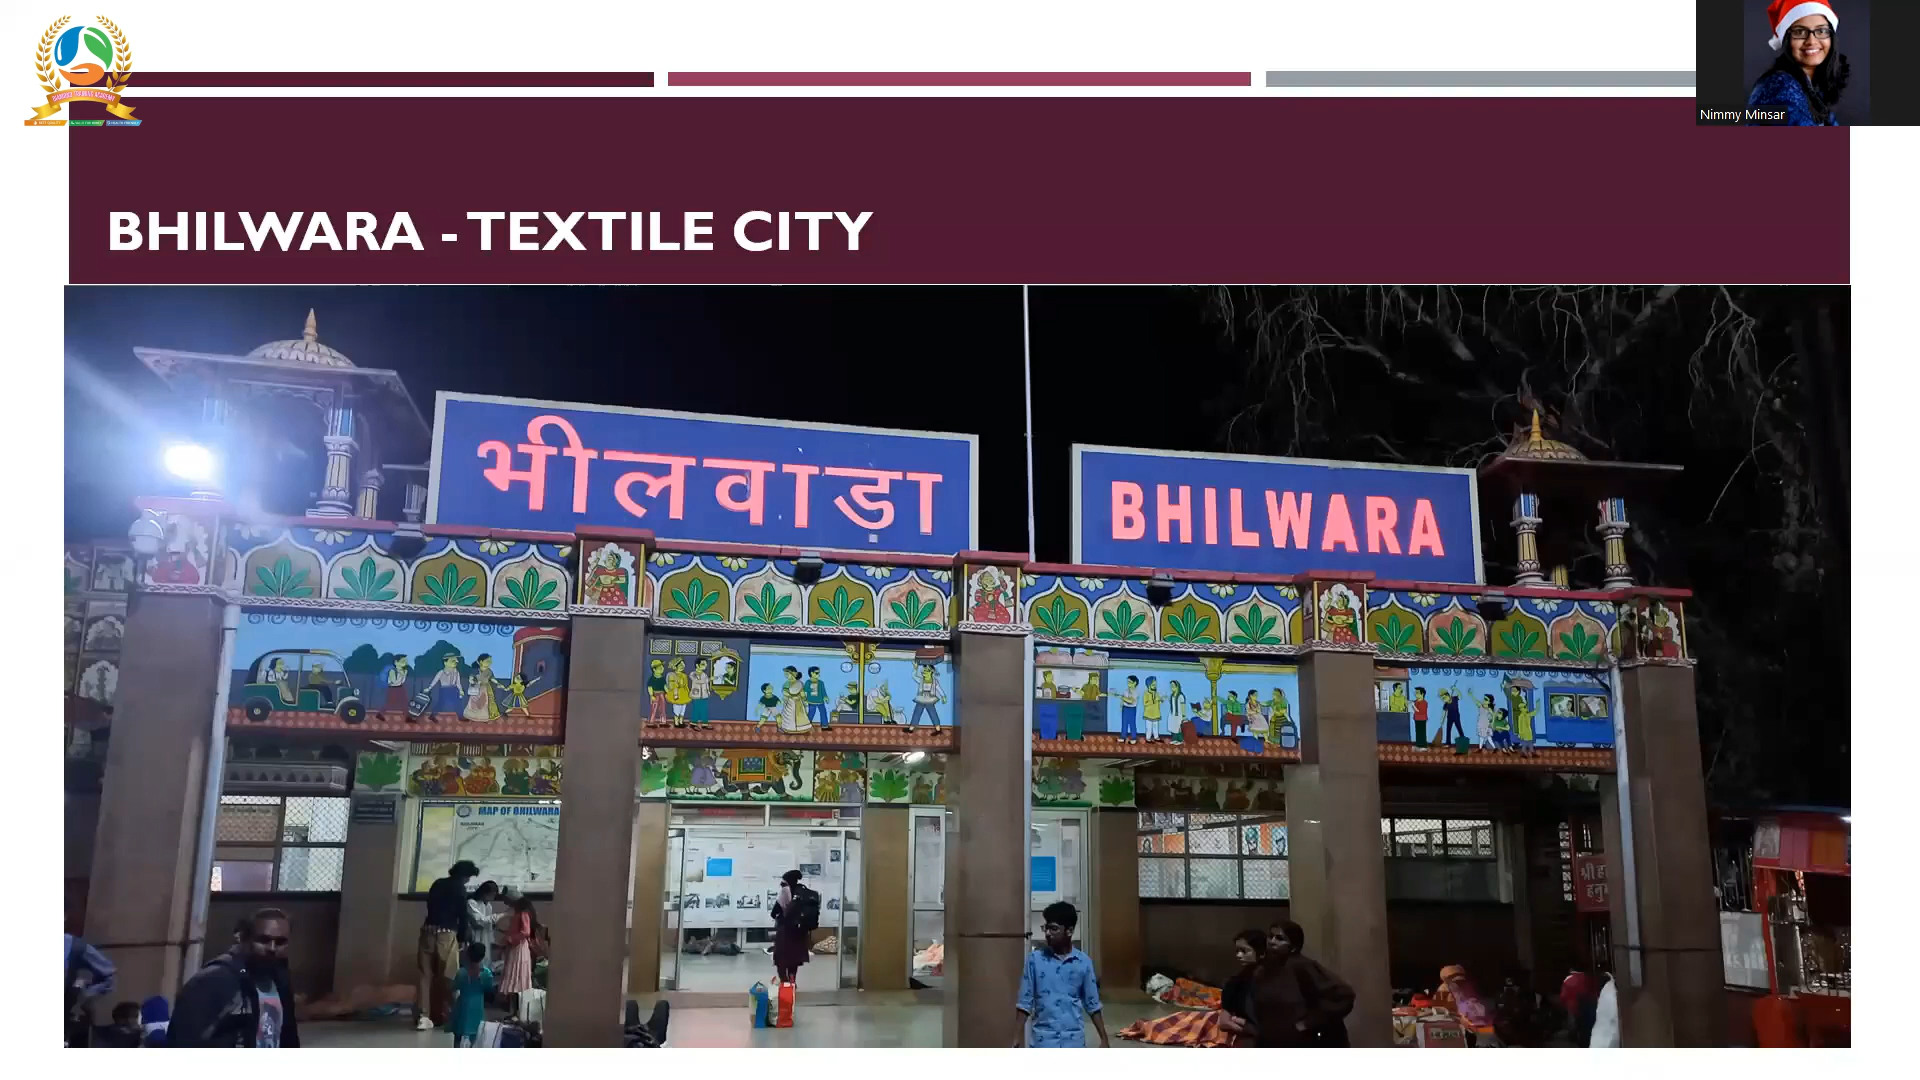 Nimmy Minsar
BHILWARA - TEXTILE CITY
भीलवाड़ा
BHILWARA
MAP OF BHILWARA